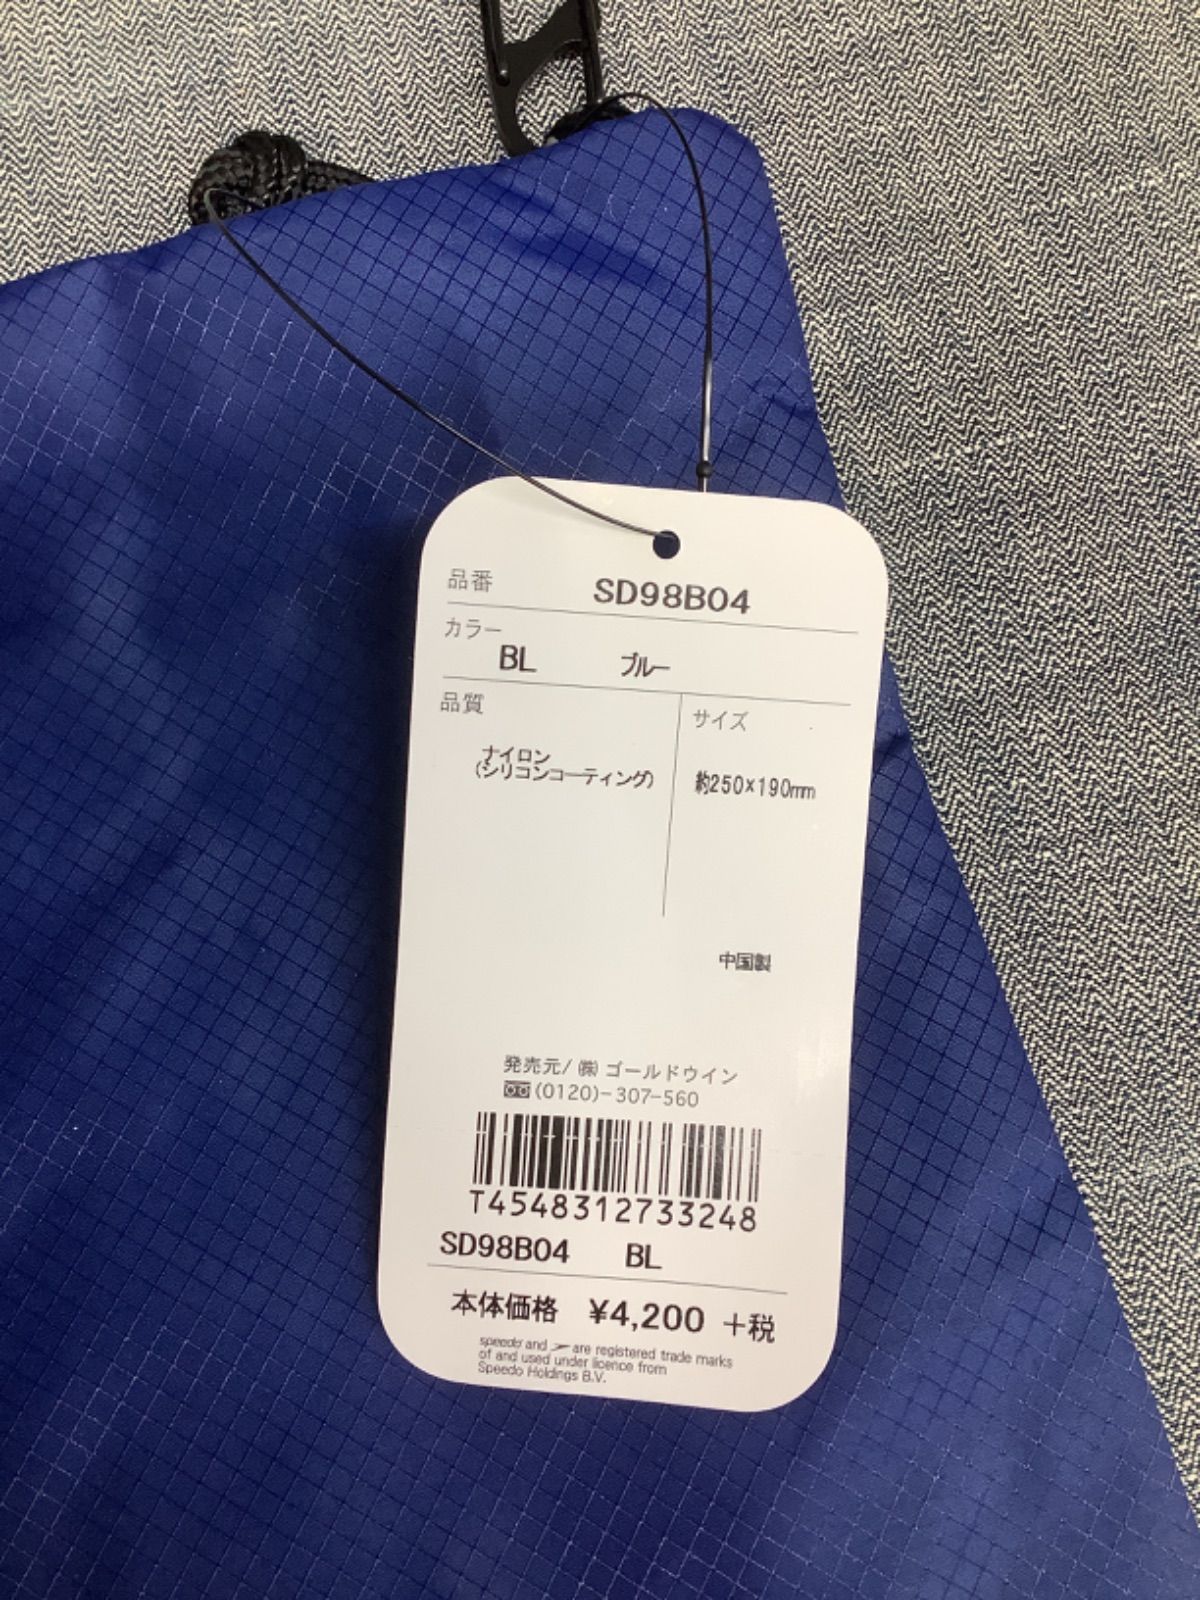 品番 SD98B04
カラー
BL ブルー
品質 サイズ
ナイロン
(シリコンコーティング) 約250×190mm
中国製
発売元/㈱ゴールドウイン
(0120)-307-560
T4548312733248
SD98B04 BL
本体価格 ¥4,200 +税
speedo and are registered trade marks
of and used under licence from
Speedo Holdings B.V.